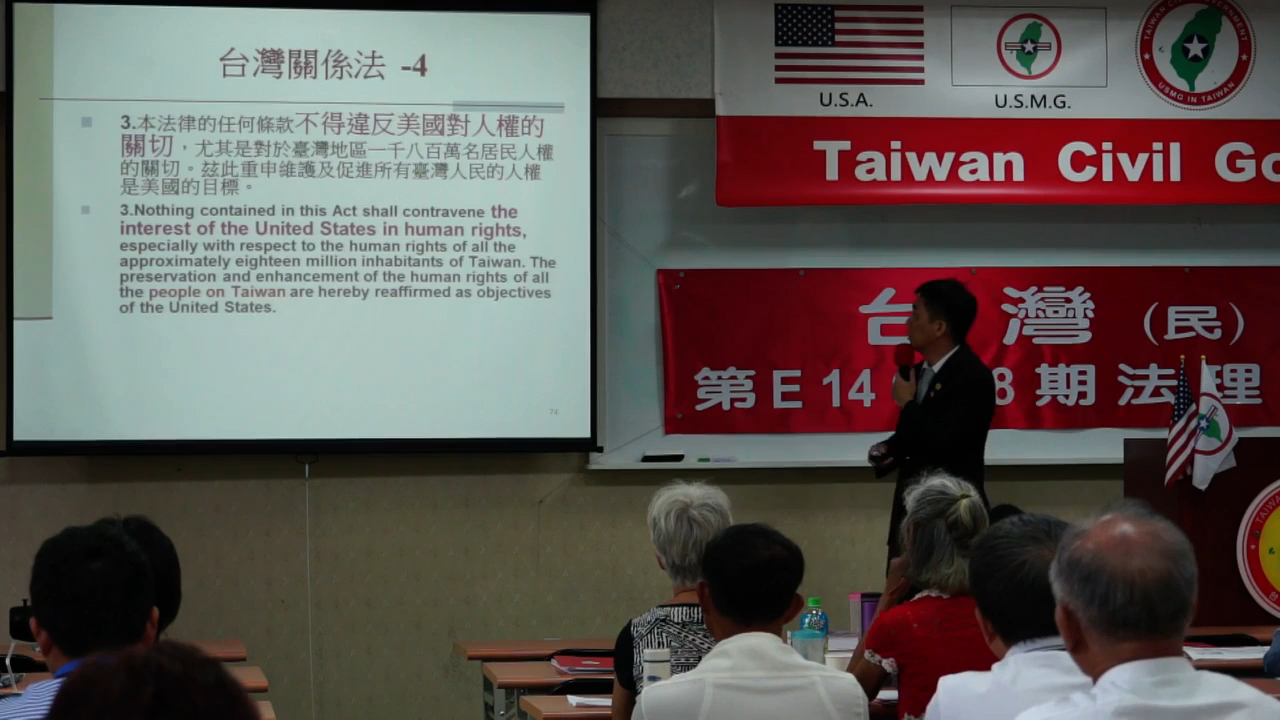 台灣關係法 -4
3.本法律的任何條款不得違反美國對人權的
關切，尤其是對於臺灣地區一千八百萬名居民人權
的關切。茲此重申維護及促進所有臺灣人民的人權
是美國的目標。
3.Nothing contained in this Act shall contravene the
interest of the United States in human rights,
especially with respect to the human rights of all the
approximately eighteen million inhabitants of Taiwan. The
preservation and enhancement of the human rights of all
the people on Taiwan are hereby reaffirmed as objectives
of the United States.
74
U.S.A.
U.S.M.G.
USMG IN TAIWAN
Taiwan Civil Go
台灣（民）
第E14 8期法理